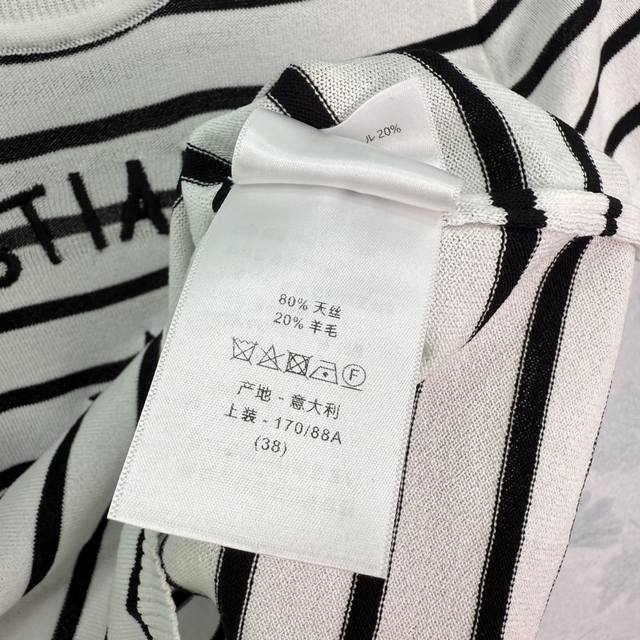 ル 20%
STIA
80% 天丝
20% 羊毛
F
产地 - 意大利
上装 - 170/88A
(38)